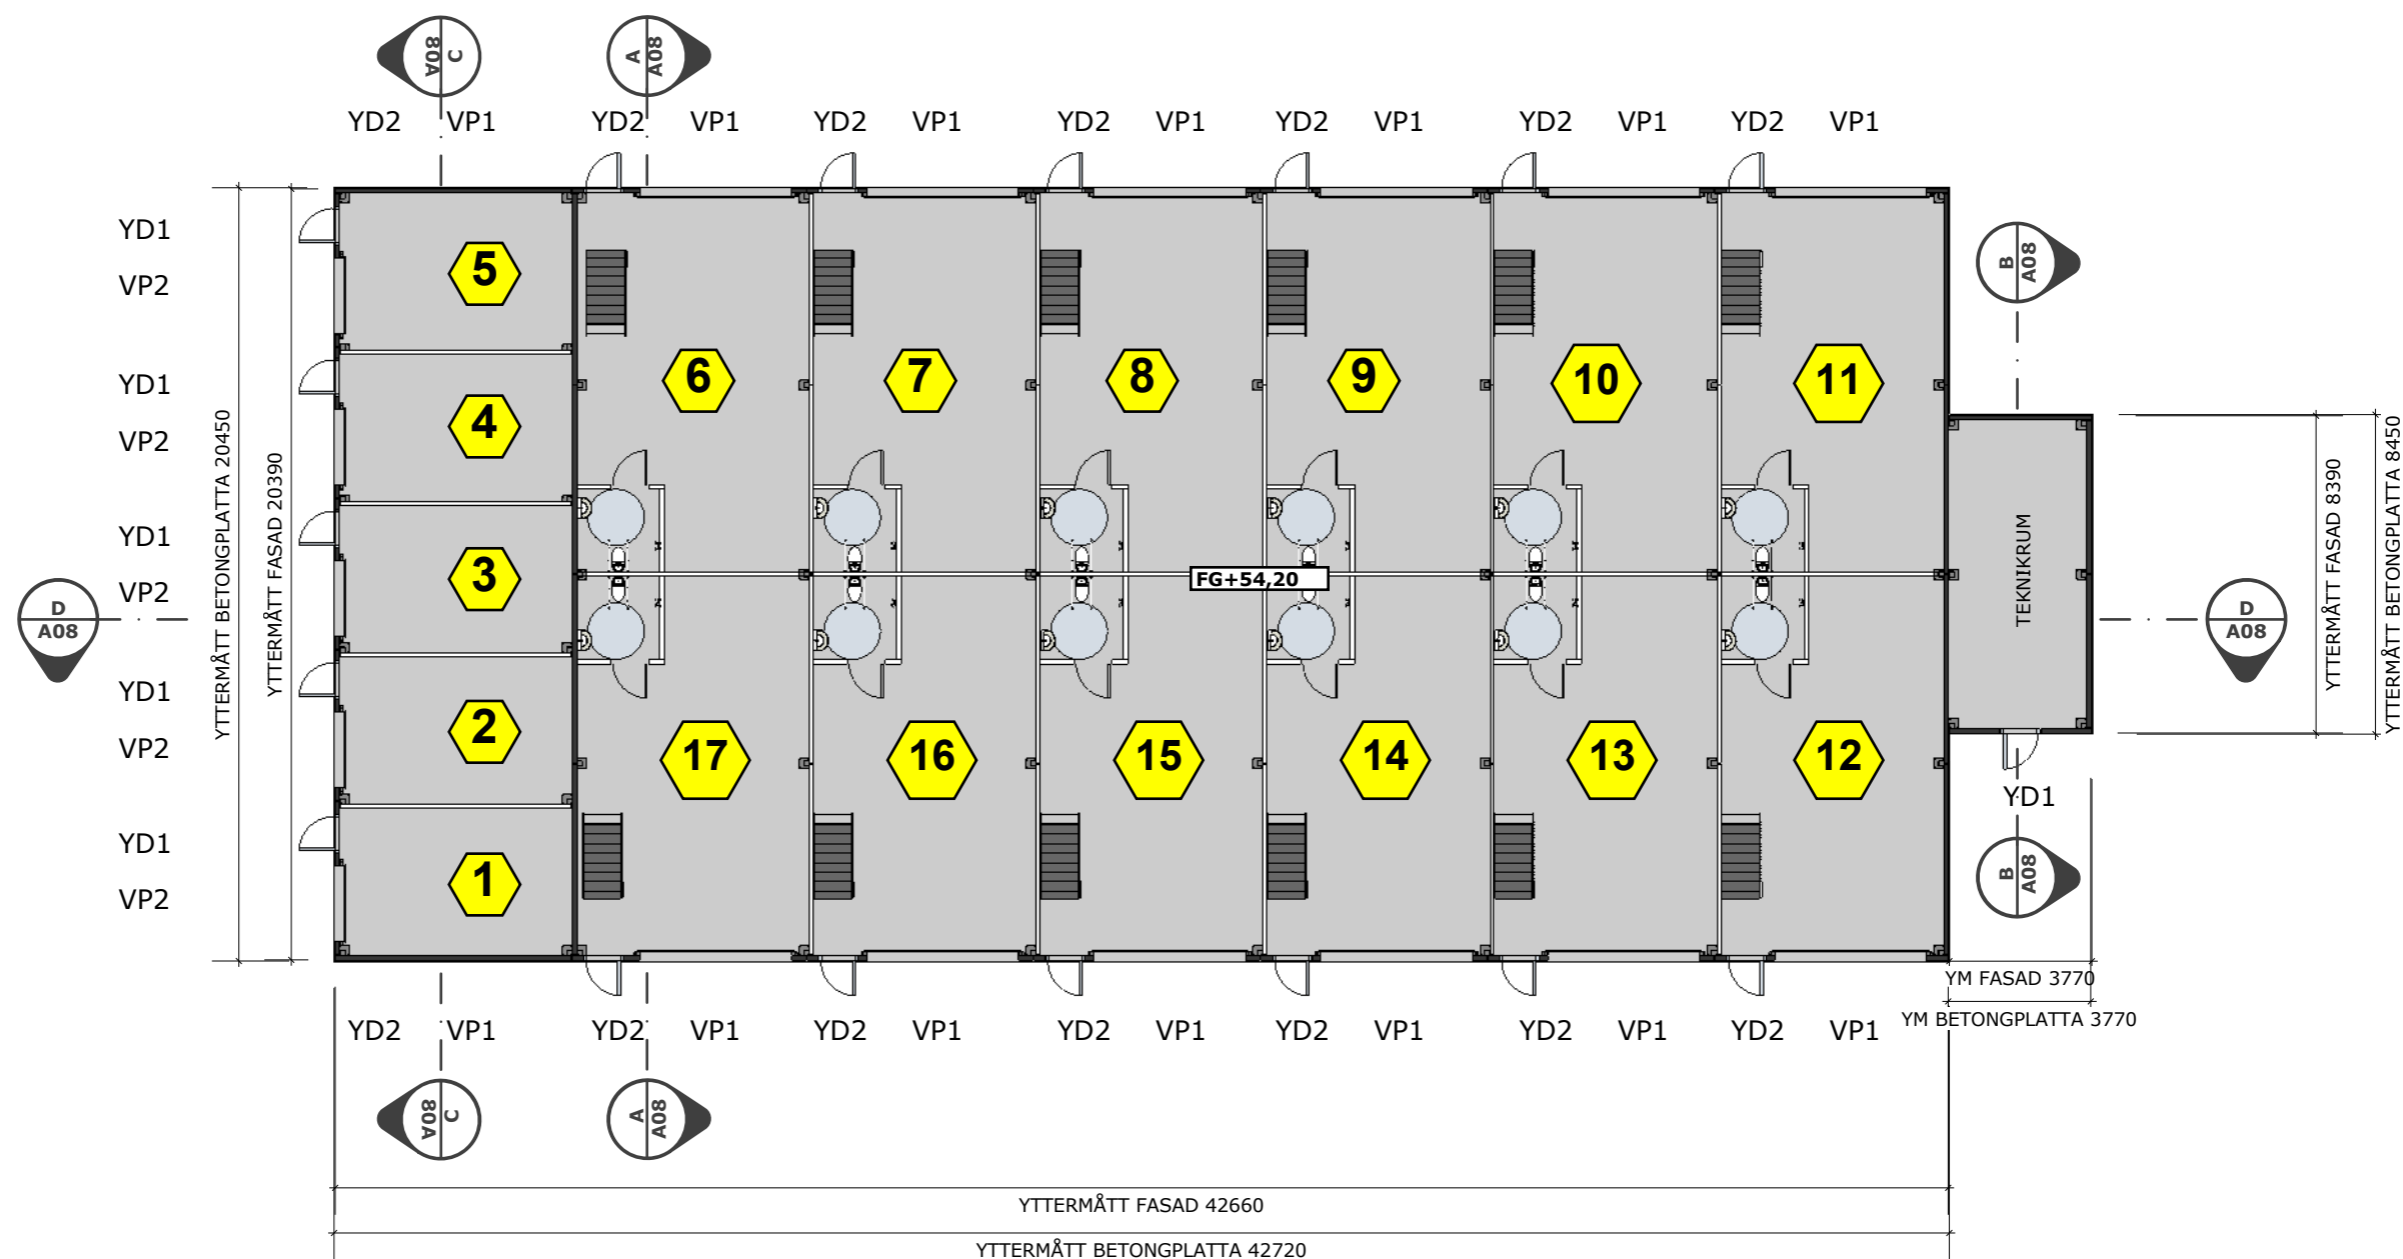 A08 C
A A08
YD2 VP1 YD2 VP1 YD2 VP1 YD2 VP1 YD2 VP1 YD2 VP1 YD2 VP1
YD1
VP2
YD1
VP2
YD1
VP2
YD1
VP2
YD1
VP2
YTTERMÅTT BETONGPLATTA 20450
YTTERMÅTT FASAD 20390
D
A08
5
4
3
2
1
6 7 8 9 10 11
FG+54,20
17 16 15 14 13 12
TEKNIKRUM
B A08
YTTERMÅTT FASAD 8390
YTTERMÅTT BETONGPLATTA 8450
D
A08
YD1
B A08
YM FASAD 3770
YM BETONGPLATTA 3770
YD2 VP1 YD2 VP1 YD2 VP1 YD2 VP1 YD2 VP1 YD2 VP1 YD2 VP1
A08 C
A A08
YTTERMÅTT FASAD 42660
YTTERMÅTT BETONGPLATTA 42720